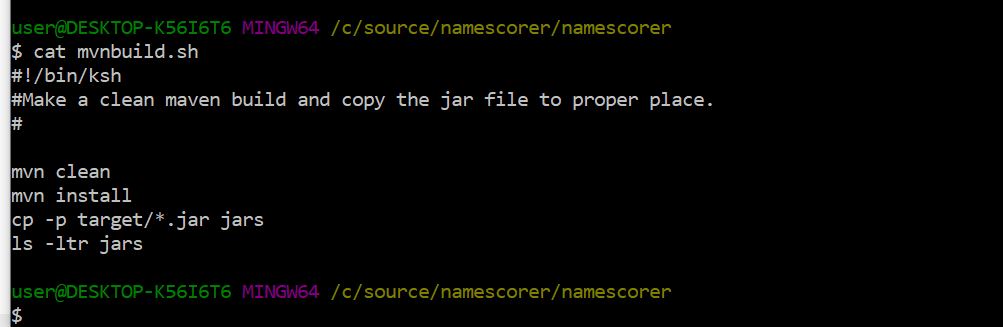 user@DESKTOP-K56I6T6 MINGW64 /c/source/namescorer/namescorer
$ cat mvnbuild.sh
#!/bin/ksh
#Make a clean maven build and copy the jar file to proper place.
#
mvn clean
mvn install
cp -p target/*.jar jars
ls -ltr jars
user@DESKTOP-K56I6T6 MINGW64 /c/source/namescorer/namescorer
$